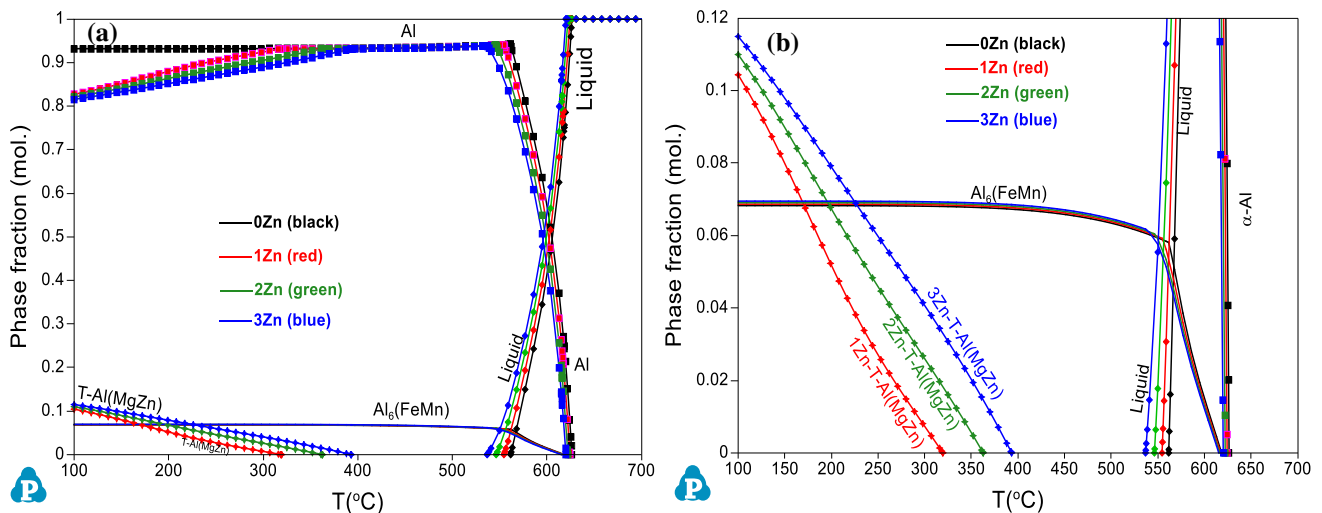 (a)
Al
Liquid
0Zn (black)
1Zn (red)
2Zn (green)
3Zn (blue)
Liquid
Al
T-Al(MgZn)
Al₆(FeMn)
T-Al(MgZn)
Phase fraction (mol.)
1
0.9
0.8
0.7
0.6
0.5
0.4
0.3
0.2
0.1
0
100 200 300 400 500 600 700
T(°C)
P
(b)
0Zn (black)
1Zn (red)
2Zn (green)
3Zn (blue)
Liquid
Al₆(FeMn)
α-Al
3Zn-T-Al(MgZn)
2Zn-T-Al(MgZn)
1Zn-T-Al(MgZn)
Liquid
Phase fraction (mol.)
0.12
0.1
0.08
0.06
0.04
0.02
0
100 150 200 250 300 350 400 450 500 550 600 650 700
T(°C)
P